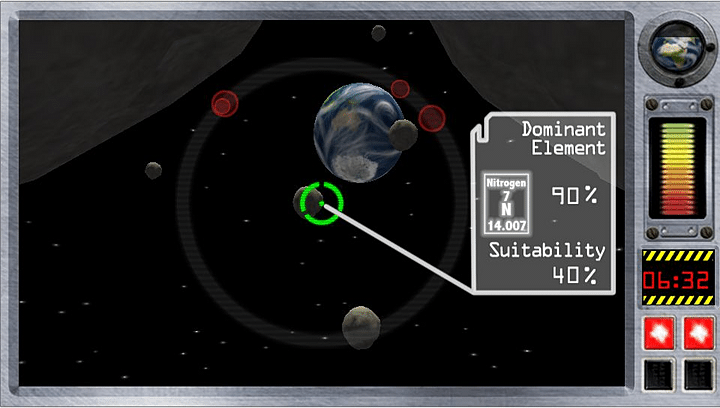 Dominant
Element
Nitrogen
7
N
14.007
90%
Suitability
40%
06:32